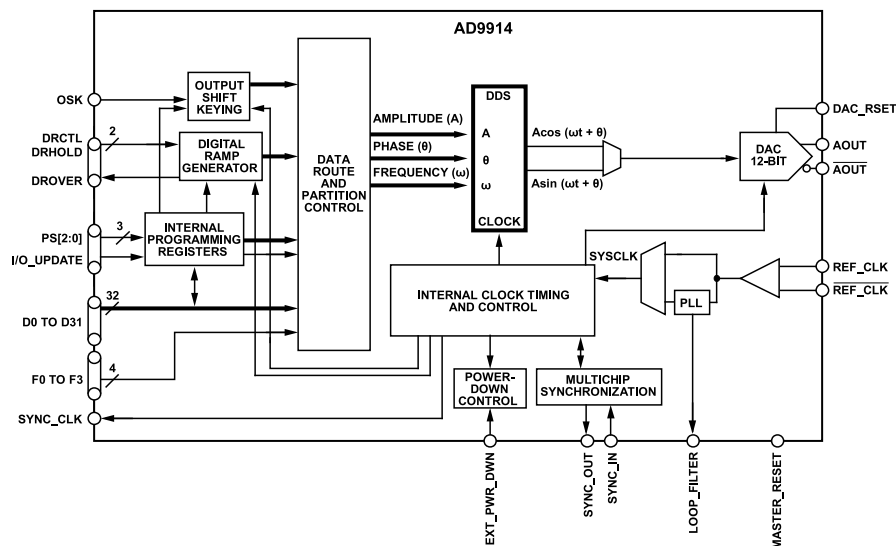 AD9914
OSK
OUTPUT
SHIFT
KEYING
DRCTL
DRHOLD
2
DROVER
DIGITAL
RAMP
GENERATOR
PS[2:0]
3
I/O_UPDATE
INTERNAL
PROGRAMMING
REGISTERS
32
D0 TO D31
4
F0 TO F3
SYNC_CLK
DATA
ROUTE
AND
PARTITION
CONTROL
AMPLITUDE (A)
PHASE (θ)
FREQUENCY (ω)
DDS
A
θ
ω
CLOCK
Acos (ωt + θ)
Asin (ωt + θ)
DAC
12-BIT
DAC_RSET
AOUT
AOUT
SYSCLK
PLL
REF_CLK
REF_CLK
INTERNAL CLOCK TIMING
AND CONTROL
POWER-
DOWN
CONTROL
MULTICHIP
SYNCHRONIZATION
EXT_PWR_DWN
SYNC_OUT
SYNC_IN
LOOP_FILTER
MASTER_RESET